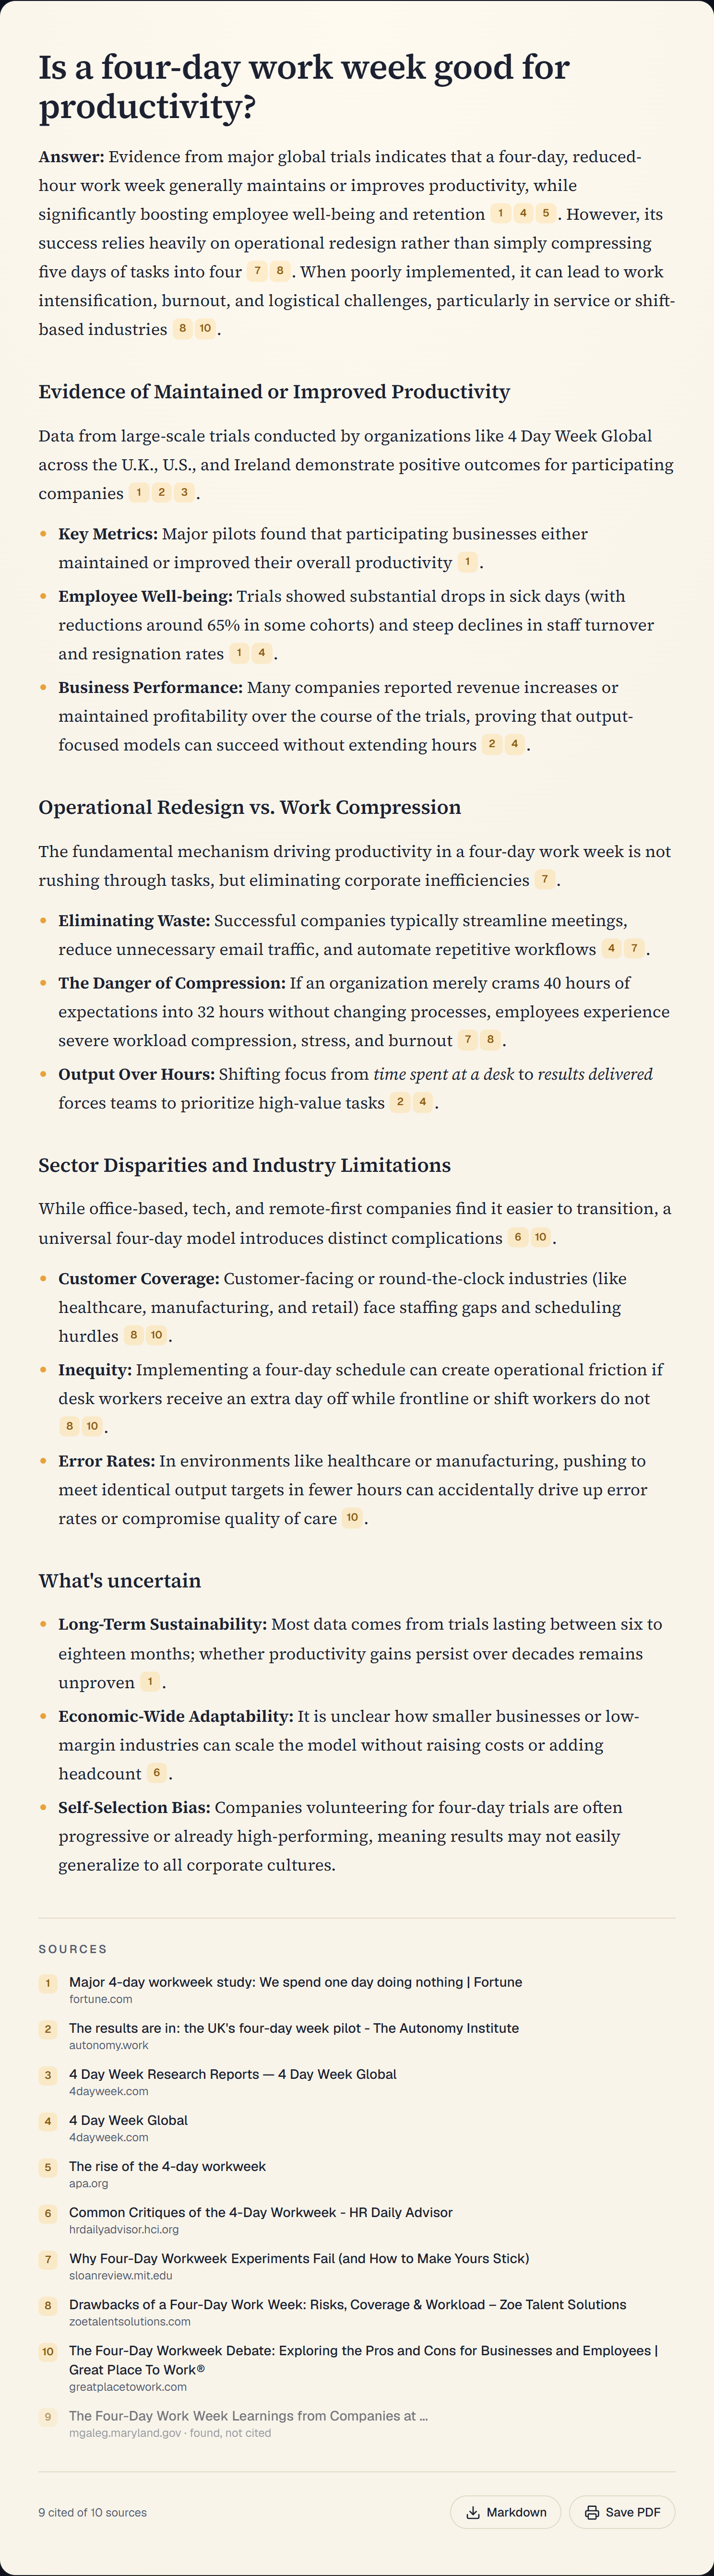 Is a four-day work week good for
productivity?
Answer: Evidence from major global trials indicates that a four-day, reduced-
hour work week generally maintains or improves productivity, while
significantly boosting employee well-being and retention 1 4 5 . However, its
success relies heavily on operational redesign rather than simply compressing
five days of tasks into four 7 8 . When poorly implemented, it can lead to work
intensification, burnout, and logistical challenges, particularly in service or shift-
based industries 8 10 .
Evidence of Maintained or Improved Productivity
Data from large-scale trials conducted by organizations like 4 Day Week Global
across the U.K., U.S., and Ireland demonstrate positive outcomes for participating
companies 1 2 3 .
• Key Metrics: Major pilots found that participating businesses either
maintained or improved their overall productivity 1 .
• Employee Well-being: Trials showed substantial drops in sick days (with
reductions around 65% in some cohorts) and steep declines in staff turnover
and resignation rates 1 4 .
• Business Performance: Many companies reported revenue increases or
maintained profitability over the course of the trials, proving that output-
focused models can succeed without extending hours 2 4 .
Operational Redesign vs. Work Compression
The fundamental mechanism driving productivity in a four-day work week is not
rushing through tasks, but eliminating corporate inefficiencies 7 .
• Eliminating Waste: Successful companies typically streamline meetings,
reduce unnecessary email traffic, and automate repetitive workflows 4 7 .
• The Danger of Compression: If an organization merely crams 40 hours of
expectations into 32 hours without changing processes, employees experience
severe workload compression, stress, and burnout 7 8 .
• Output Over Hours: Shifting focus from time spent at a desk to results delivered
forces teams to prioritize high-value tasks 2 4 .
Sector Disparities and Industry Limitations
While office-based, tech, and remote-first companies find it easier to transition, a
universal four-day model introduces distinct complications 6 10 .
• Customer Coverage: Customer-facing or round-the-clock industries (like
healthcare, manufacturing, and retail) face staffing gaps and scheduling
hurdles 8 10 .
• Inequity: Implementing a four-day schedule can create operational friction if
desk workers receive an extra day off while frontline or shift workers do not
8 10 .
• Error Rates: In environments like healthcare or manufacturing, pushing to
meet identical output targets in fewer hours can accidentally drive up error
rates or compromise quality of care 10 .
What's uncertain
• Long-Term Sustainability: Most data comes from trials lasting between six to
eighteen months; whether productivity gains persist over decades remains
unproven 1 .
• Economic-Wide Adaptability: It is unclear how smaller businesses or low-
margin industries can scale the model without raising costs or adding
headcount 6 .
• Self-Selection Bias: Companies volunteering for four-day trials are often
progressive or already high-performing, meaning results may not easily
generalize to all corporate cultures.
SOURCES
1 Major 4-day workweek study: We spend one day doing nothing | Fortune
fortune.com
2 The results are in: the UK's four-day week pilot - The Autonomy Institute
autonomy.work
3 4 Day Week Research Reports — 4 Day Week Global
4dayweek.com
4 4 Day Week Global
4dayweek.com
5 The rise of the 4-day workweek
apa.org
6 Common Critiques of the 4-Day Workweek - HR Daily Advisor
hrdailyadvisor.hci.org
7 Why Four-Day Workweek Experiments Fail (and How to Make Yours Stick)
sloanreview.mit.edu
8 Drawbacks of a Four-Day Work Week: Risks, Coverage & Workload – Zoe Talent Solutions
zoetalentsolutions.com
10 The Four-Day Workweek Debate: Exploring the Pros and Cons for Businesses and Employees |
Great Place To Work®
greatplacetowork.com
9 The Four-Day Work Week Learnings from Companies at ...
mgaleg.maryland.gov · found, not cited
9 cited of 10 sources
Markdown
Save PDF